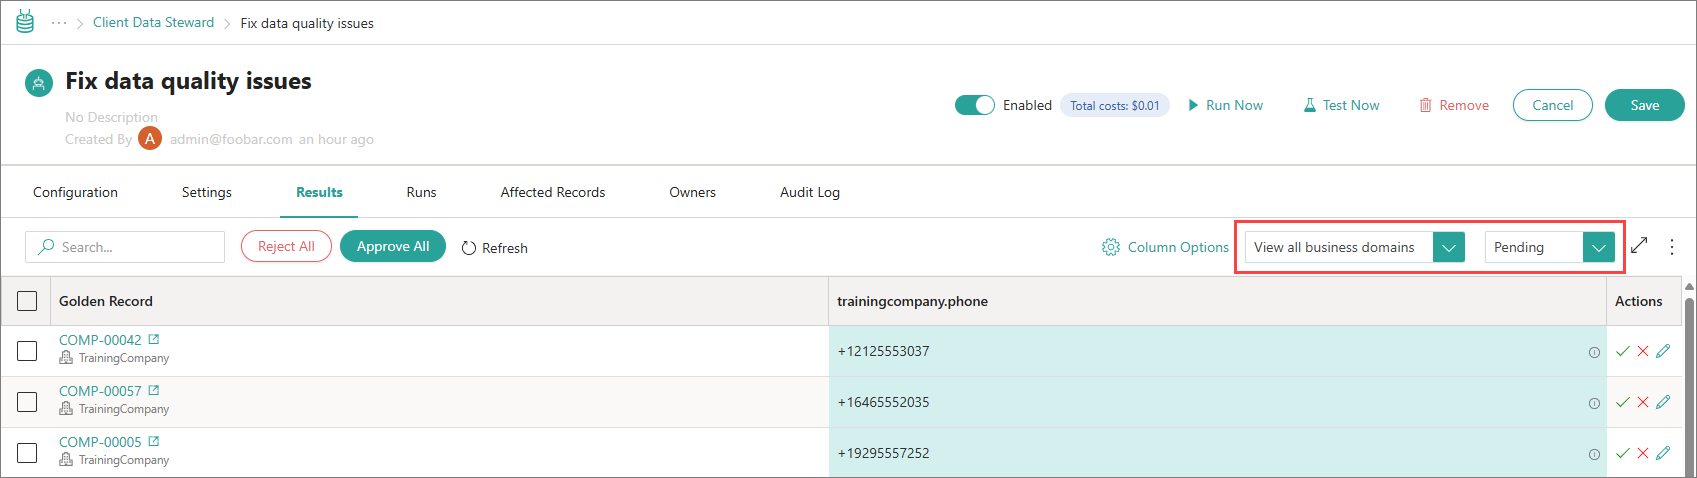 ··· > Client Data Steward > Fix data quality issues
Fix data quality issues
No Description
Created By A admin@foobar.com an hour ago
Enabled Total costs: $0.01 Run Now Test Now Remove Cancel Save
Configuration Settings Results Runs Affected Records Owners Audit Log
Search... Reject All Approve All Refresh Column Options View all business domains Pending
Golden Record trainingcompany.phone Actions
COMP-00042
TrainingCompany
+12125553037
COMP-00057
TrainingCompany
+16465552035
COMP-00005
TrainingCompany
+19295557252